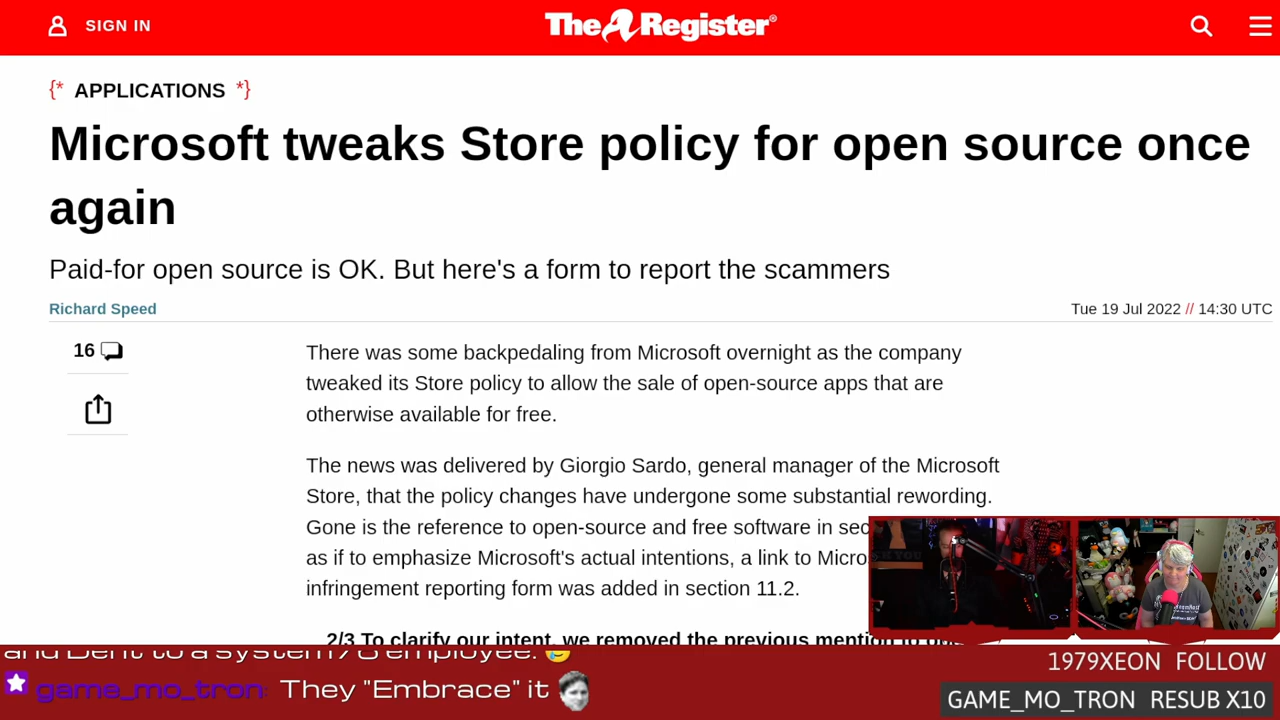 SIGN IN
The Register®
{* APPLICATIONS *}
Microsoft tweaks Store policy for open source once
again
Paid-for open source is OK. But here's a form to report the scammers
Richard Speed
Tue 19 Jul 2022 // 14:30 UTC
16
There was some backpedaling from Microsoft overnight as the company
tweaked its Store policy to allow the sale of open-source apps that are
otherwise available for free.
The news was delivered by Giorgio Sardo, general manager of the Microsoft
Store, that the policy changes have undergone some substantial rewording.
Gone is the reference to open-source and free software in sec
as if to emphasize Microsoft's actual intentions, a link to Micro
infringement reporting form was added in section 11.2.
2/3 To clarify our intent, we removed the previous mention to
and Dent to a system76 employee.
game_mo_tron: They "Embrace" it
1979XEON FOLLOW
GAME_MO_TRON RESUB X10